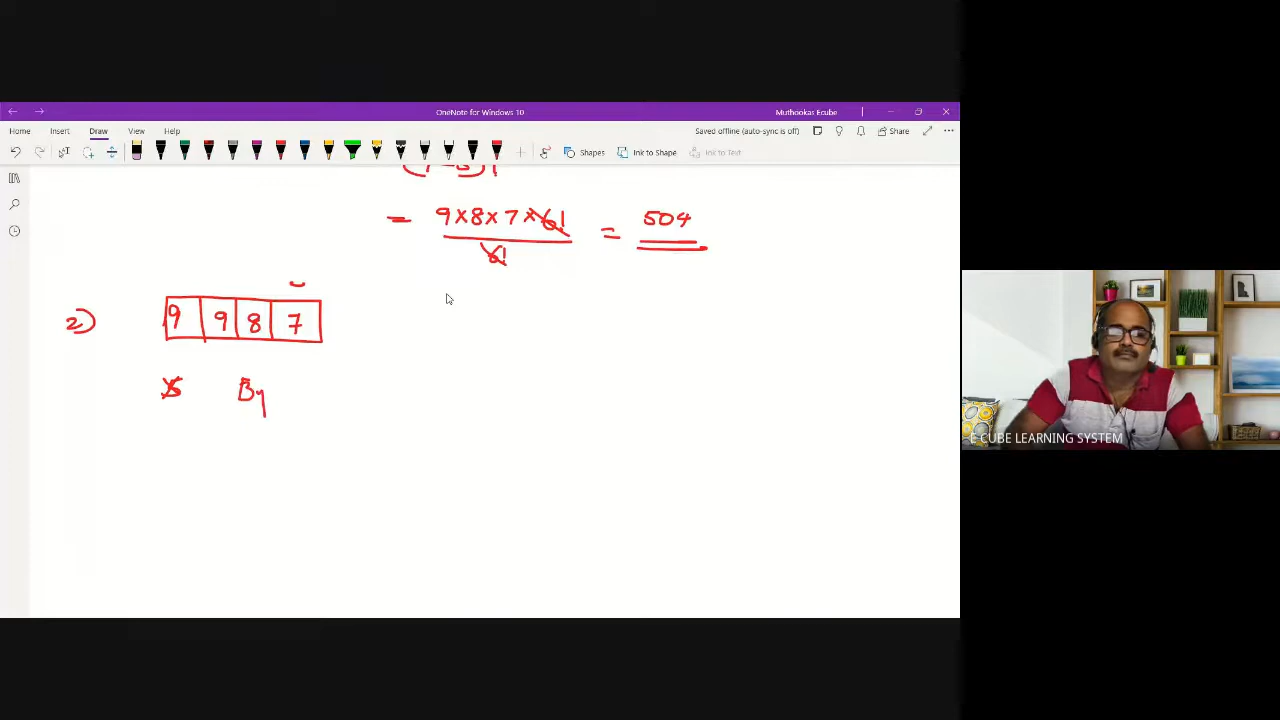 OneNote for Windows 10
Muthookas Ecube
Home Insert Draw View Help
Saved offline (auto-sync is off)
Share
Shapes Ink to Shape Ink to Text
= 9×8×7×6! = 504
6!
2) 9 9 8 7
By
E CUBE LEARNING SYSTEM